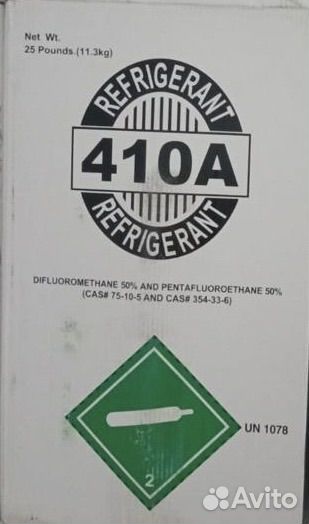 Net Wt.
25 Pounds.(11.3kg)
REFRIGERANT
410A
REFRIGERANT
DIFLUOROMETHANE 50% AND PENTAFLUOROETHANE 50%
(CAS# 75-10-5 AND CAS# 354-33-6)
UN 1078
2
Avito